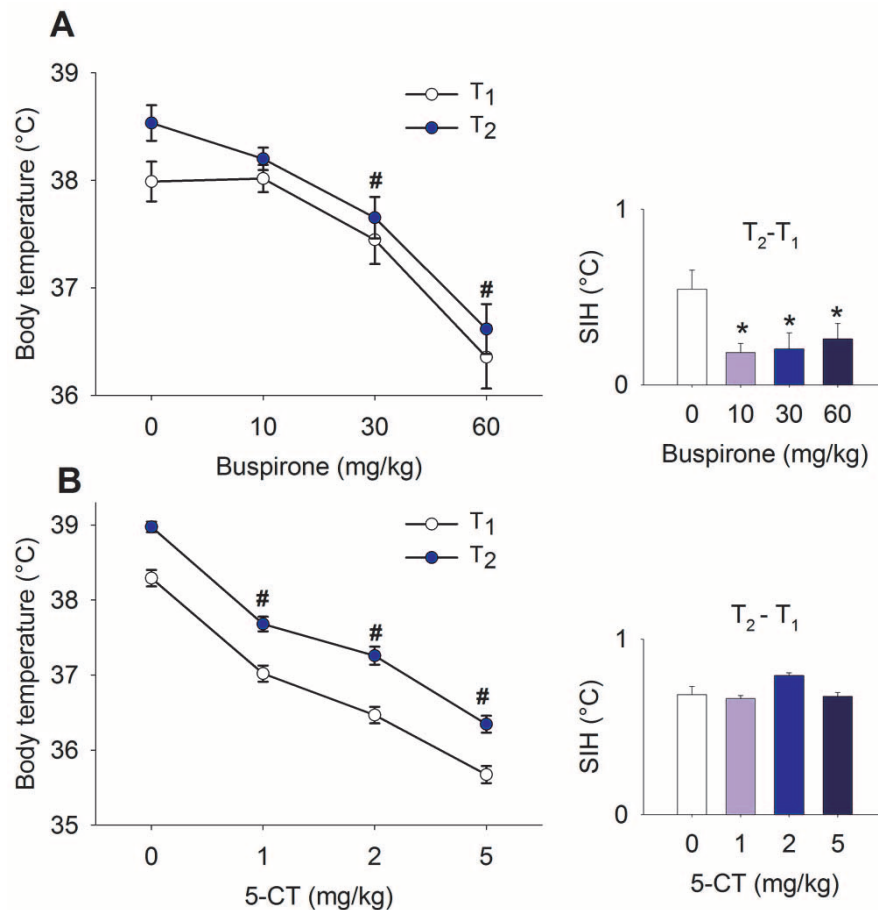 A
39
38
37
36
Body temperature (°C)
T₁
T₂
#
#
0 10 30 60
Buspirone (mg/kg)
T₂-T₁
1
0
SIH (°C)
* * *
0 10 30 60
Buspirone (mg/kg)
B
39
38
37
36
35
Body temperature (°C)
T₁
T₂
#
#
#
0 1 2 5
5-CT (mg/kg)
T₂ - T₁
1
0
SIH (°C)
0 1 2 5
5-CT (mg/kg)